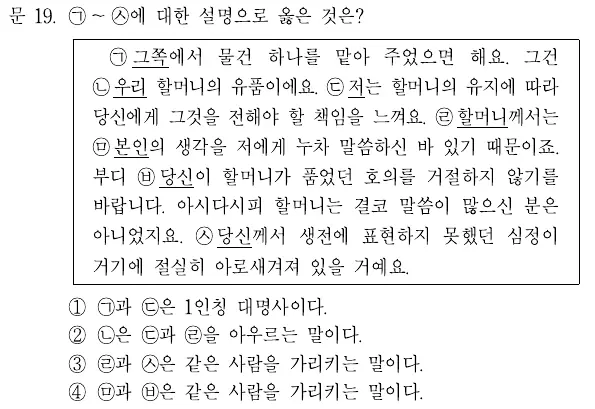 문 19. ㉠ ~ ㉦에 대한 설명으로 옳은 것은?
㉠ 그쪽에서 물건 하나를 맡아 주었으면 해요. 그건
㉡ 우리 할머니의 유품이에요. ㉢ 저는 할머니의 유지에 따라
당신에게 그것을 전해야 할 책임을 느껴요. ㉣ 할머니께서는
㉤ 본인의 생각을 저에게 누차 말씀하신 바 있기 때문이죠.
부디 ㉥ 당신이 할머니가 품었던 호의를 거절하지 않기를
바랍니다. 아시다시피 할머니는 결코 말씀이 많으신 분은
아니었지요. ㉦ 당신께서 생전에 표현하지 못했던 심정이
거기에 절실히 아로새겨져 있을 거예요.
① ㉠과 ㉢은 1인칭 대명사이다.
② ㉡은 ㉢과 ㉣을 아우르는 말이다.
③ ㉣과 ㉦은 같은 사람을 가리키는 말이다.
④ ㉤과 ㉥은 같은 사람을 가리키는 말이다.